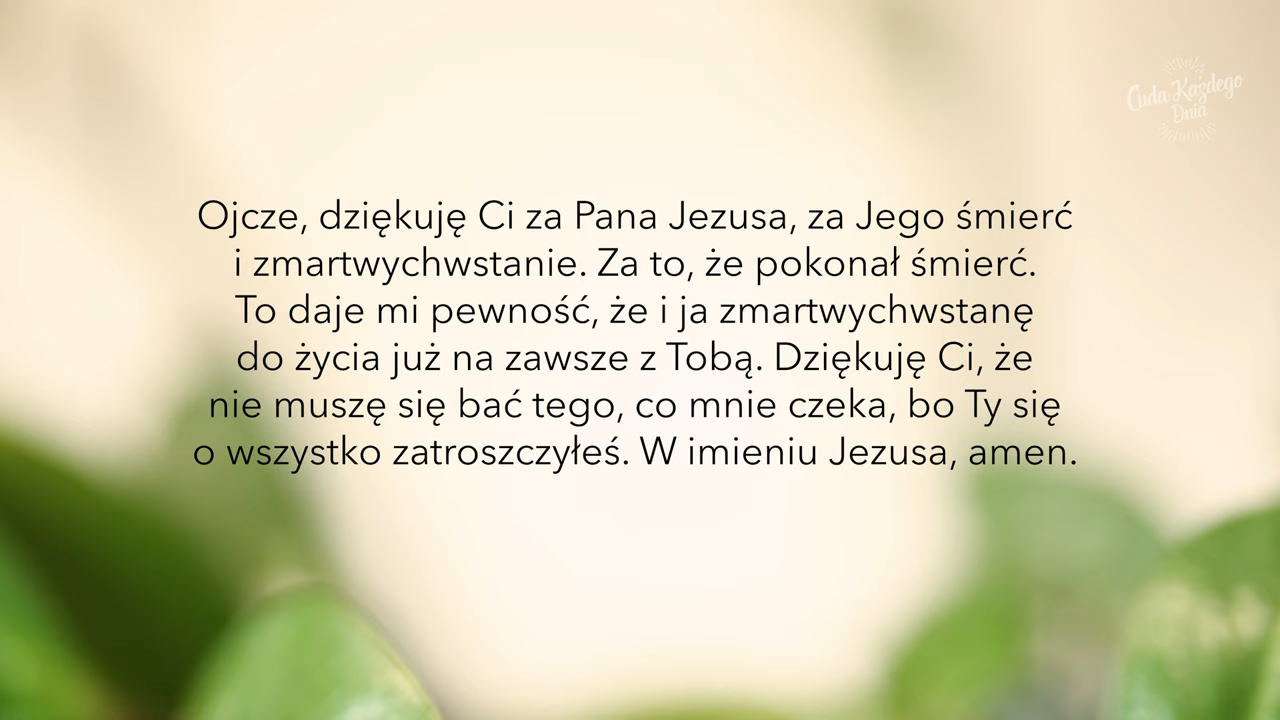 Cuda Każdego
Dnia
Ojcze, dziękuję Ci za Pana Jezusa, za Jego śmierć
i zmartwychwstanie. Za to, że pokonał śmierć.
To daje mi pewność, że i ja zmartwychwstanę
do życia już na zawsze z Tobą. Dziękuję Ci, że
nie muszę się bać tego, co mnie czeka, bo Ty się
o wszystko zatroszczyłeś. W imieniu Jezusa, amen.